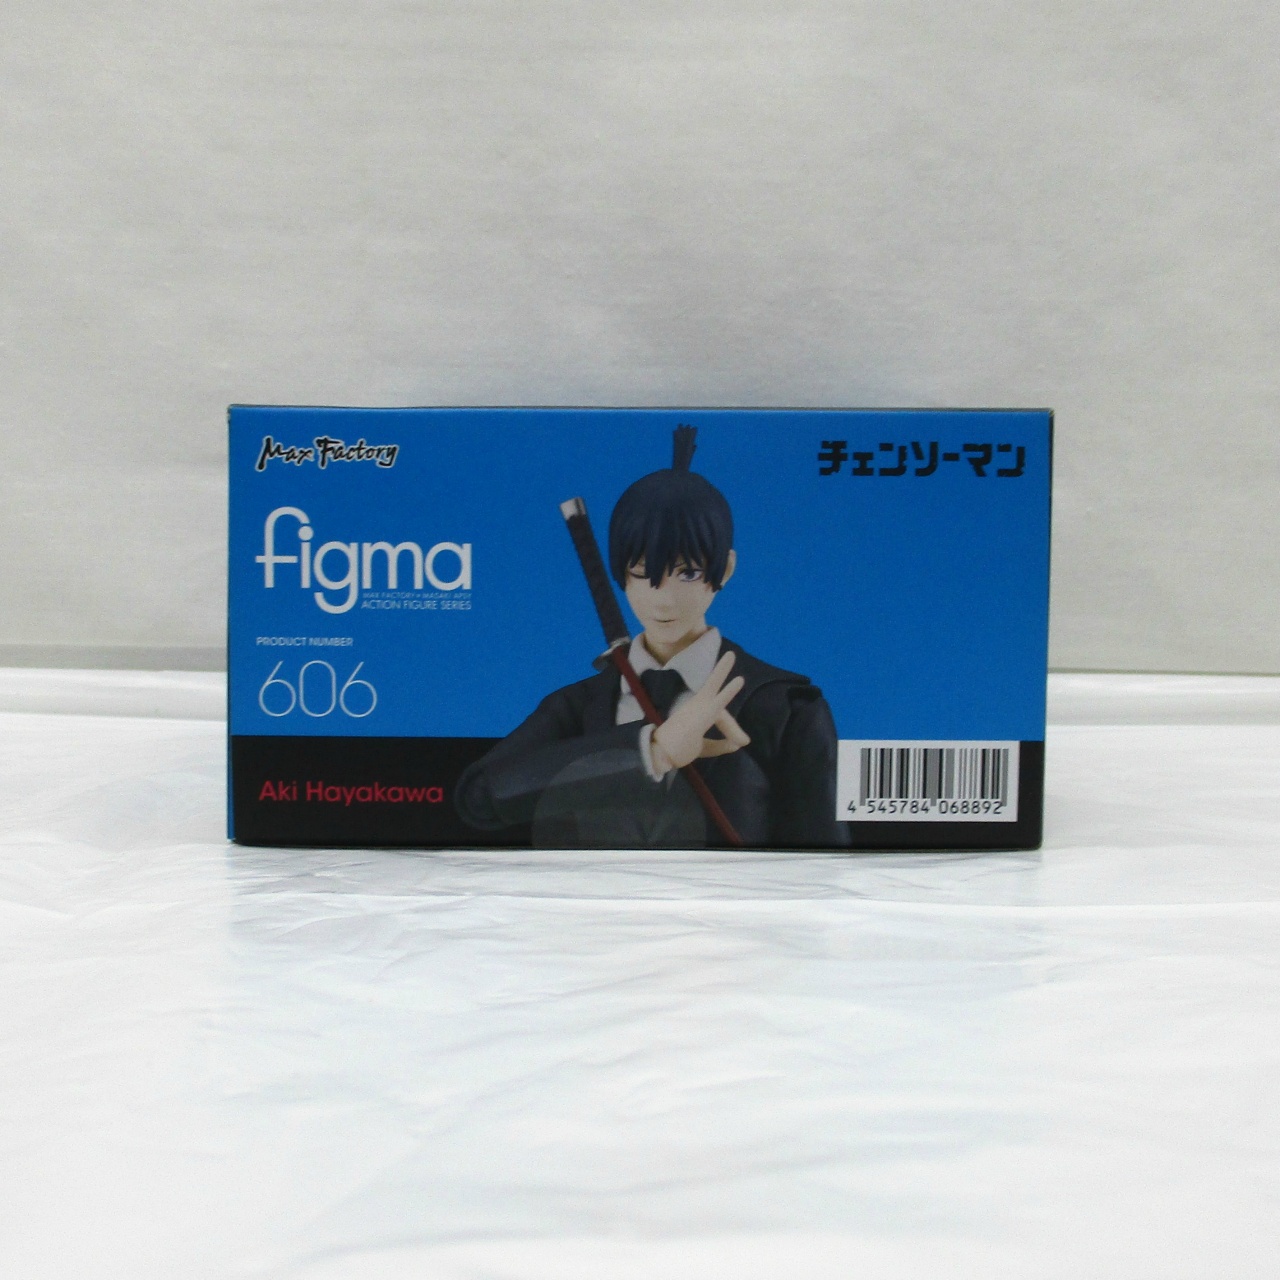 Max Factory
チェンソーマン
figma
MAX FACTORY × MASAKI APSY
ACTION FIGURE SERIES
PRODUCT NUMBER
606
Aki Hayakawa
4 545784 068892